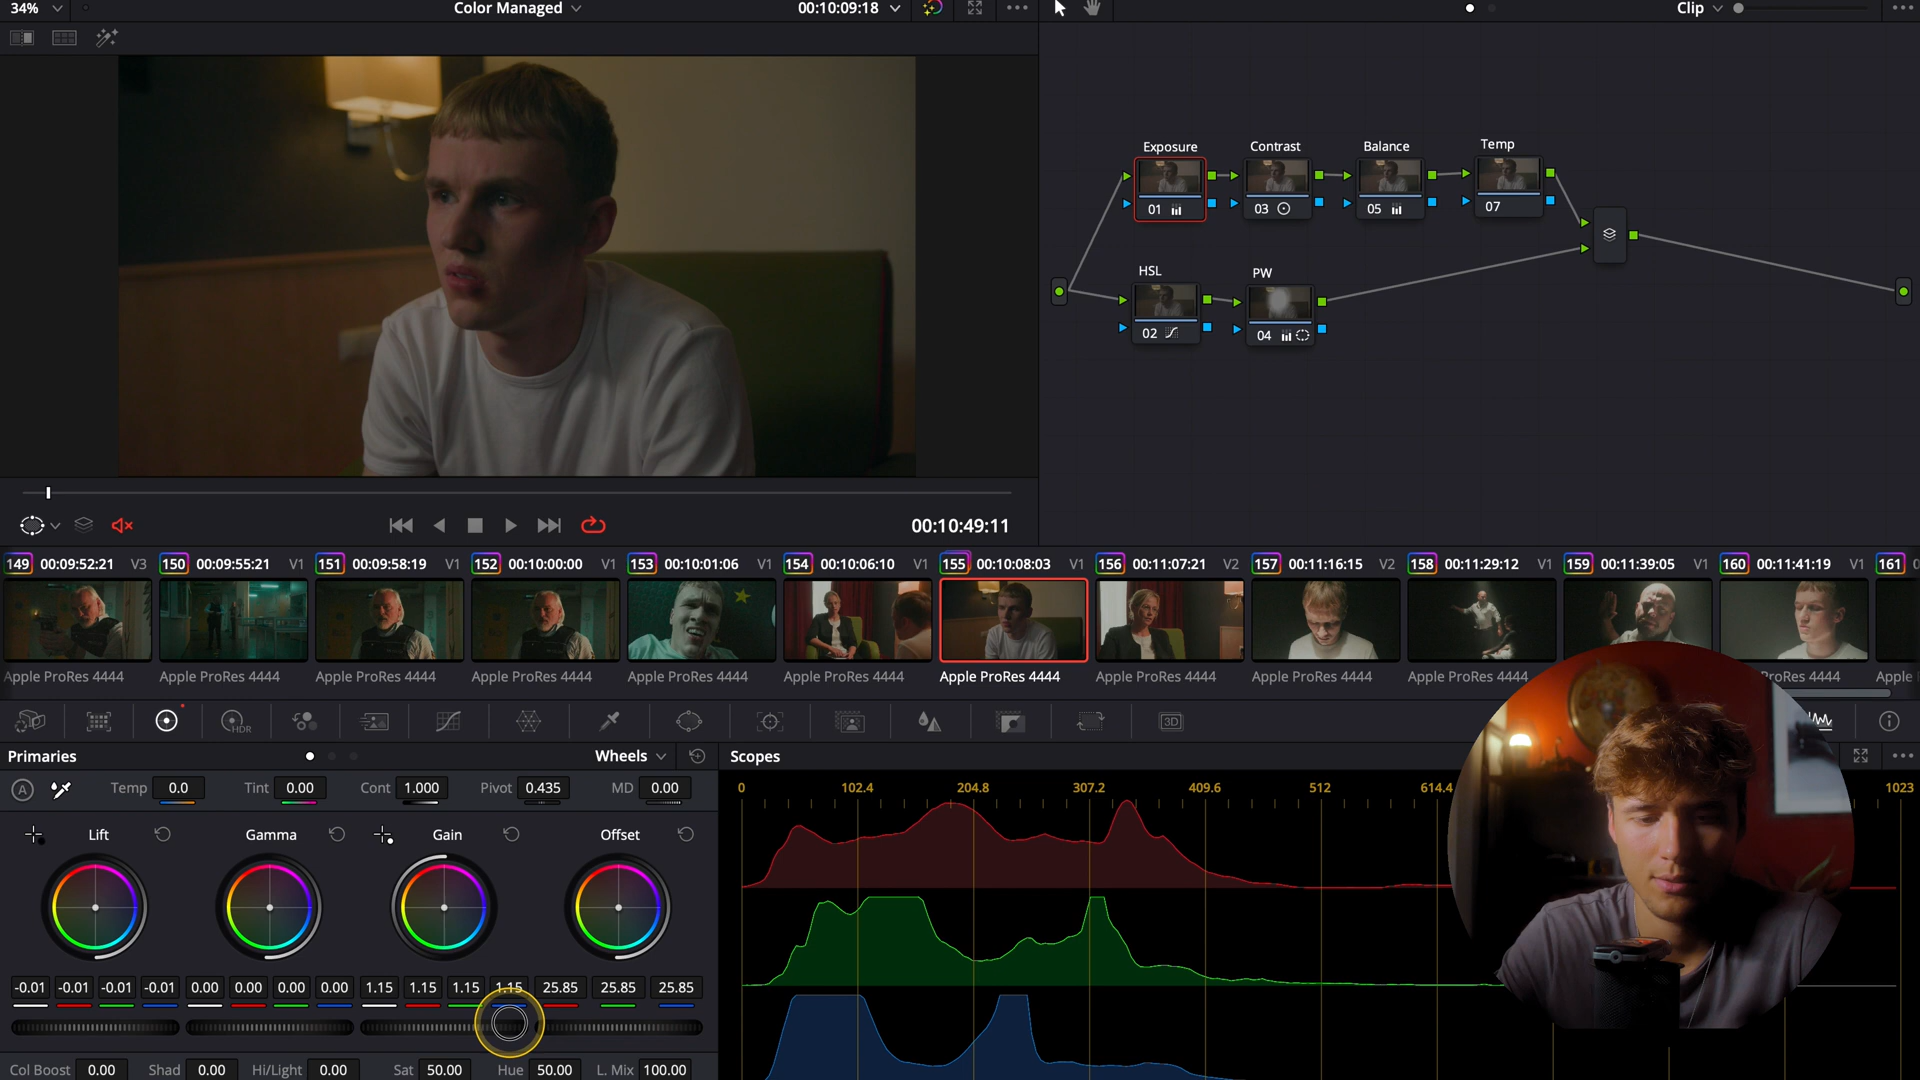 34%
Color Managed
00:10:09:18
Clip
Exposure
Contrast
Balance
Temp
01
03
05
07
HSL
PW
02
04
00:10:49:11
149 00:09:52:21 V3
150 00:09:55:21 V1
151 00:09:58:19 V1
152 00:10:00:00 V1
153 00:10:01:06 V1
154 00:10:06:10 V1
155 00:10:08:03 V1
156 00:11:07:21 V2
157 00:11:16:15 V2
158 00:11:29:12 V1
159 00:11:39:05 V1
160 00:11:41:19 V1
161
Apple ProRes 4444
Apple ProRes 4444
Apple ProRes 4444
Apple ProRes 4444
Apple ProRes 4444
Apple ProRes 4444
Apple ProRes 4444
Apple ProRes 4444
Apple ProRes 4444
Apple ProRes 4444
ProRes 4444
HDR
3D
Primaries
Wheels
Scopes
A
Temp 0.0
Tint 0.00
Cont 1.000
Pivot 0.435
MD 0.00
0 102.4 204.8 307.2 409.6 512 614.4 1023
Lift
Gamma
Gain
Offset
-0.01 -0.01 -0.01 -0.01
0.00 0.00 0.00 0.00
1.15 1.15 1.15 1.15
25.85 25.85 25.85
Col Boost 0.00
Shad 0.00
Hi/Light 0.00
Sat 50.00
Hue 50.00
L. Mix 100.00